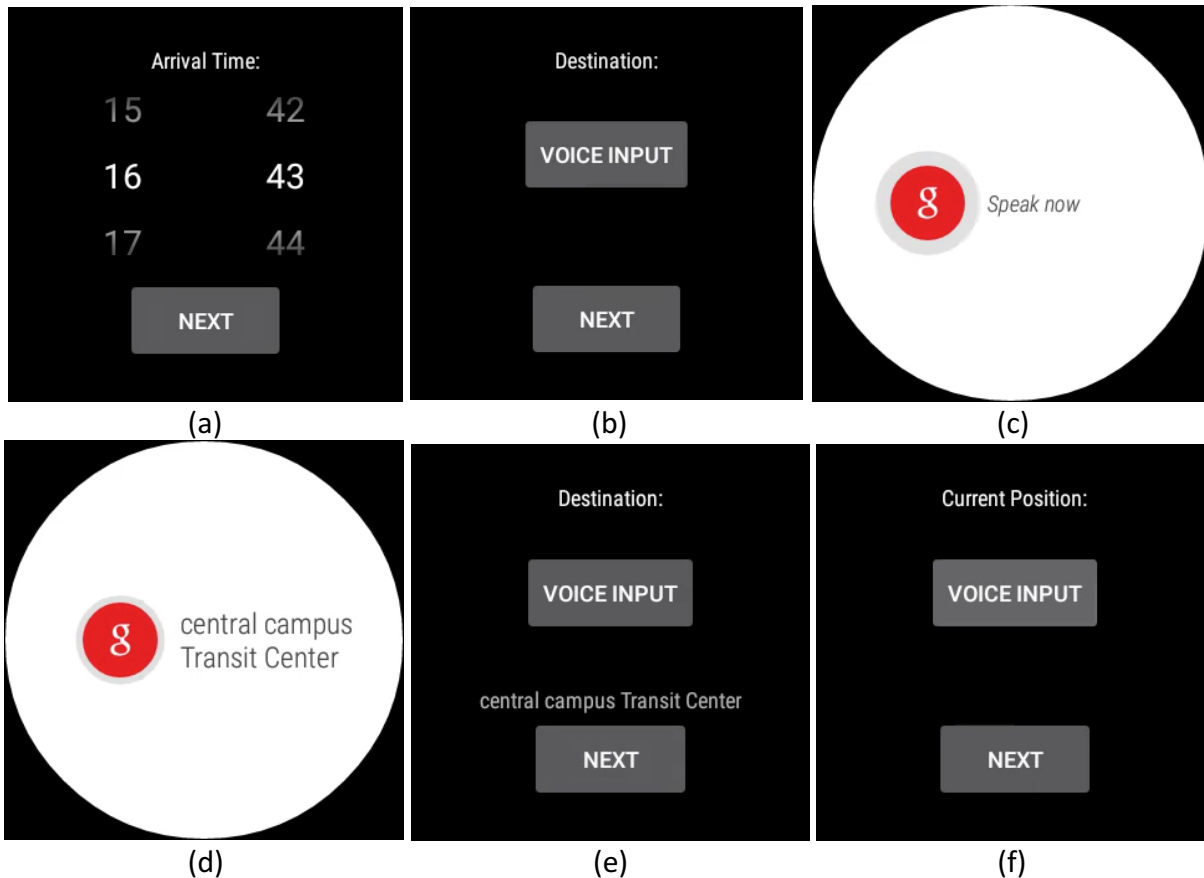 Arrival Time:
15 42
16 43
17 44
NEXT
(a)
Destination:
VOICE INPUT
NEXT
(b)
g
Speak now
(c)
g
central campus
Transit Center
(d)
Destination:
VOICE INPUT
central campus Transit Center
NEXT
(e)
Current Position:
VOICE INPUT
NEXT
(f)